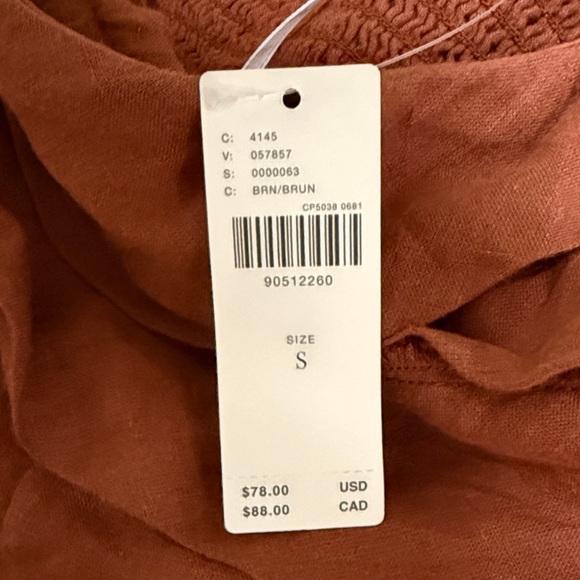 C: 4145
V: 057857
S: 0000063
C: BRN/BRUN
CP5038 0681
90512260
SIZE
S
$78.00 USD
$88.00 CAD